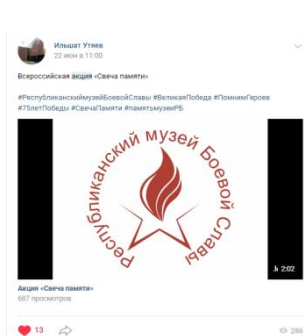 Ильшат Утяев
22 июн в 11:00
Всероссийская акция «Свеча памяти»
#РеспубликанскиймузейБоевойСлавы #ВеликаяПобеда #ПомнимГероев
#75летПобеды #СвечаПамяти #памятьмузеиРБ
Республиканский музей Боевой Славы
2:02
Акция «Свеча памяти»
687 просмотров
13
286